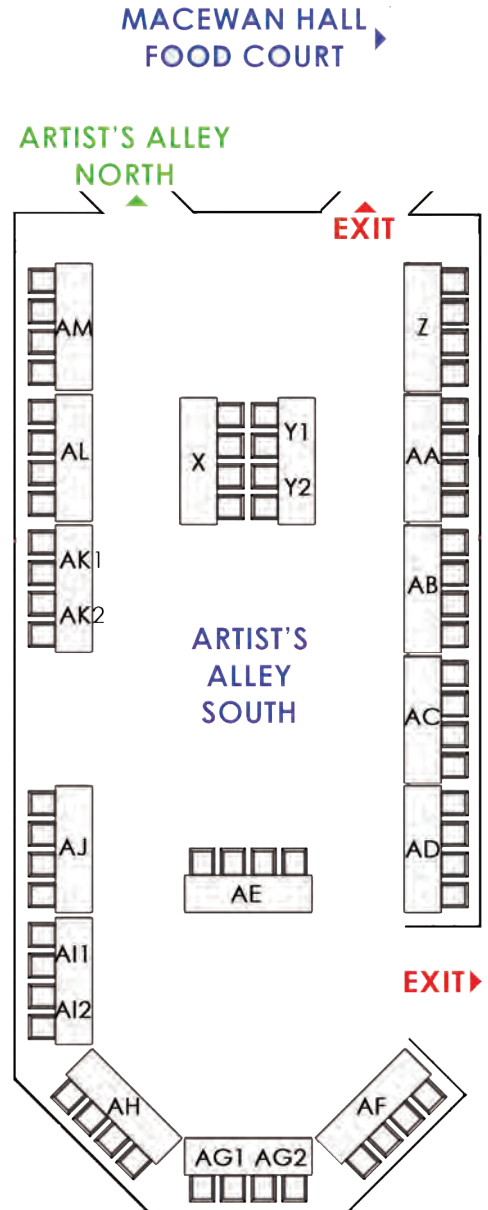 MACEWAN HALL
FOOD COURT
ARTIST'S ALLEY
NORTH
EXIT
AM
Z
AL
X
Y1
Y2
AA
AK1
AK2
AB
ARTIST'S
ALLEY
SOUTH
AC
AJ
AD
AE
AI1
AI2
EXIT
AH
AF
AG1 AG2